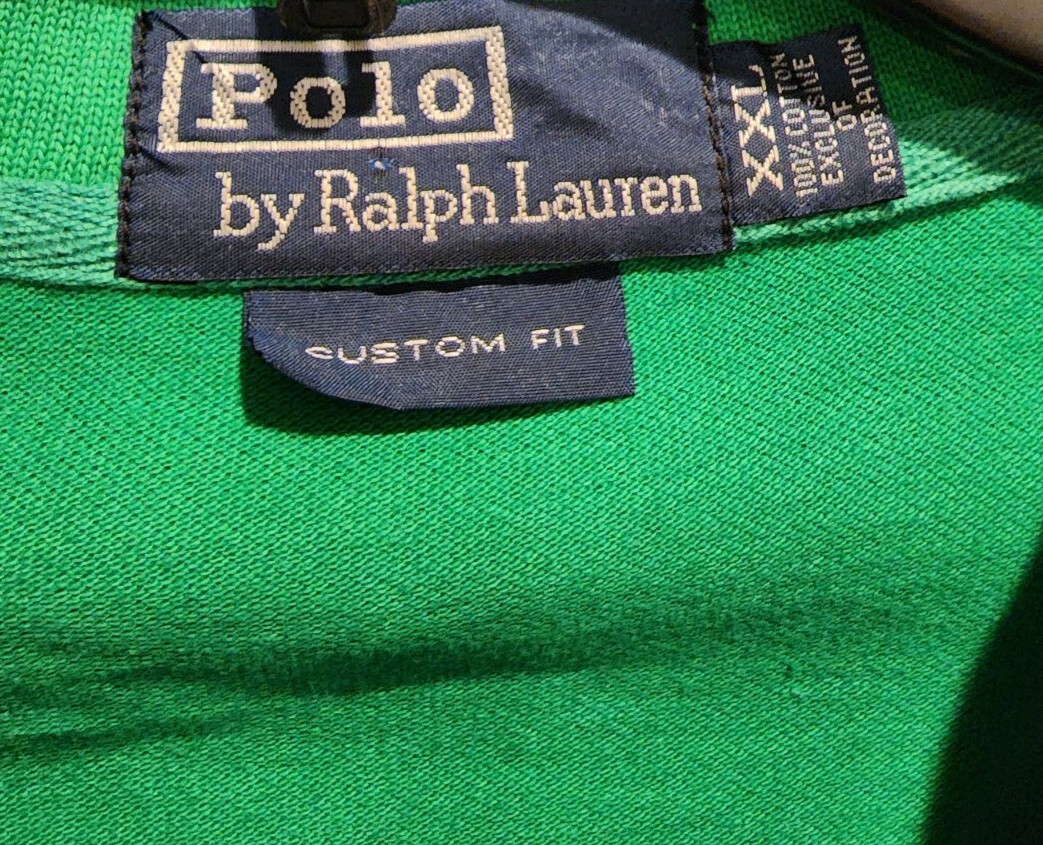 Polo
by Ralph Lauren
XXL
100% COTTON
EXCLUSIVE
OF
DECORATION
CUSTOM FIT